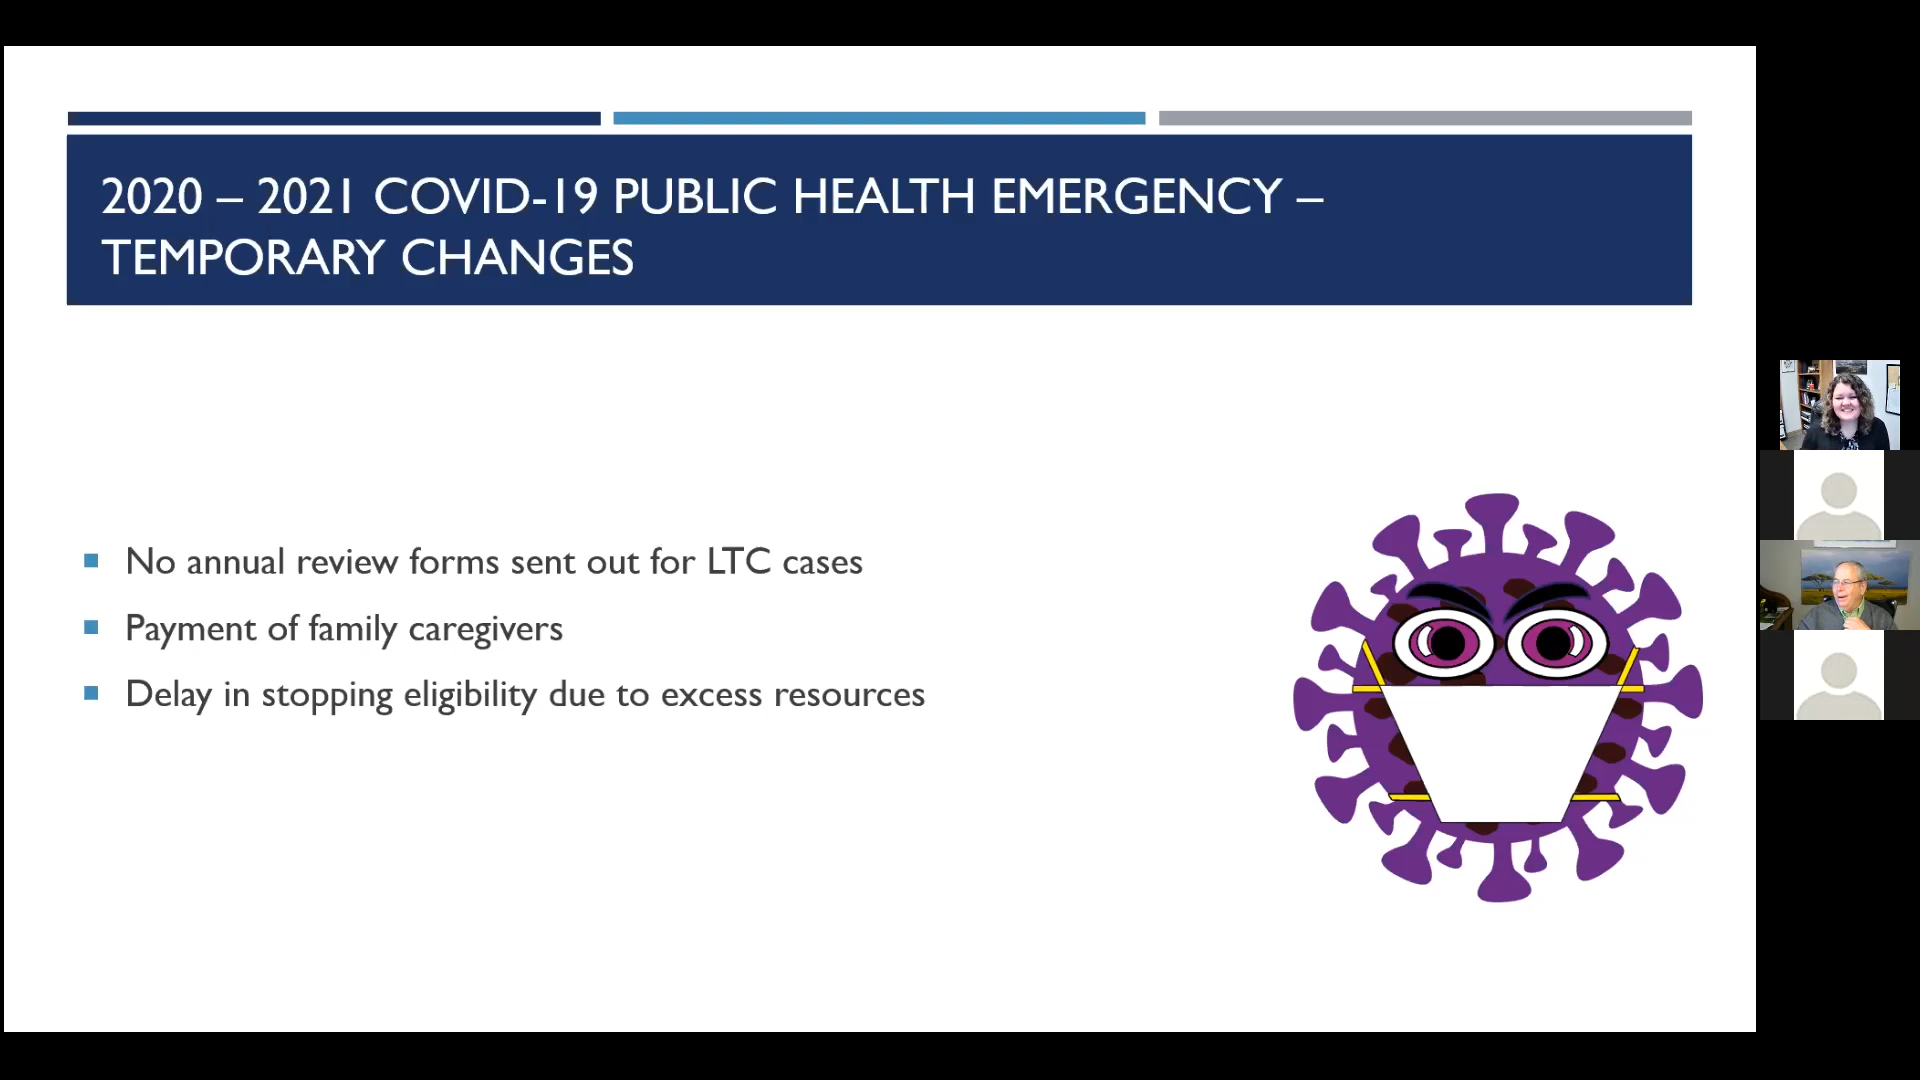 2020 – 2021 COVID-19 PUBLIC HEALTH EMERGENCY –
TEMPORARY CHANGES
No annual review forms sent out for LTC cases
Payment of family caregivers
Delay in stopping eligibility due to excess resources